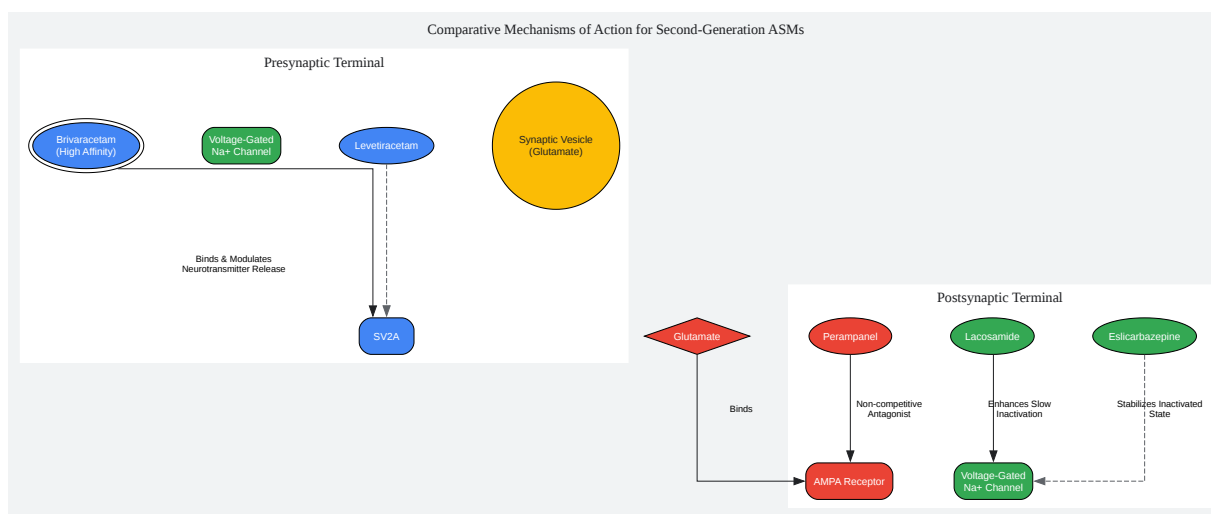 Comparative Mechanisms of Action for Second-Generation ASMs
Presynaptic Terminal
Brivaracetam
(High Affinity)
Voltage-Gated
Na+ Channel
Levetiracetam
Synaptic Vesicle
(Glutamate)
Binds & Modulates
Neurotransmitter Release
SV2A
Postsynaptic Terminal
Glutamate
Perampanel
Lacosamide
Eslicarbazepine
Binds
Non-competitive
Antagonist
Enhances Slow
Inactivation
Stabilizes Inactivated
State
AMPA Receptor
Voltage-Gated
Na+ Channel